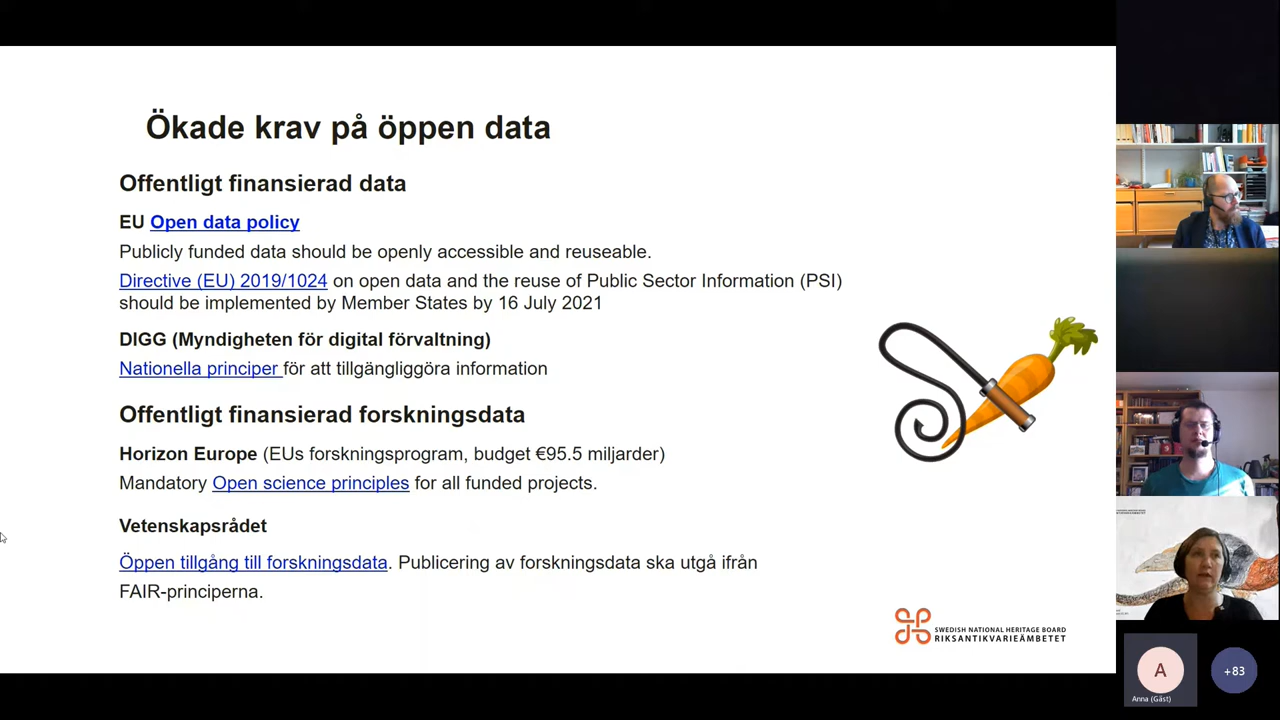 Ökade krav på öppen data
Offentligt finansierad data
EU Open data policy
Publicly funded data should be openly accessible and reuseable.
Directive (EU) 2019/1024 on open data and the reuse of Public Sector Information (PSI)
should be implemented by Member States by 16 July 2021
DIGG (Myndigheten för digital förvaltning)
Nationella principer för att tillgängliggöra information
Offentligt finansierad forskningsdata
Horizon Europe (EUs forskningsprogram, budget €95.5 miljarder)
Mandatory Open science principles for all funded projects.
Vetenskapsrådet
Öppen tillgång till forskningsdata. Publicering av forskningsdata ska utgå ifrån
FAIR-principerna.
SWEDISH NATIONAL HERITAGE BOARD
RIKSANTIKVARIEÄMBETET
A
Anna (Gäst)
+83